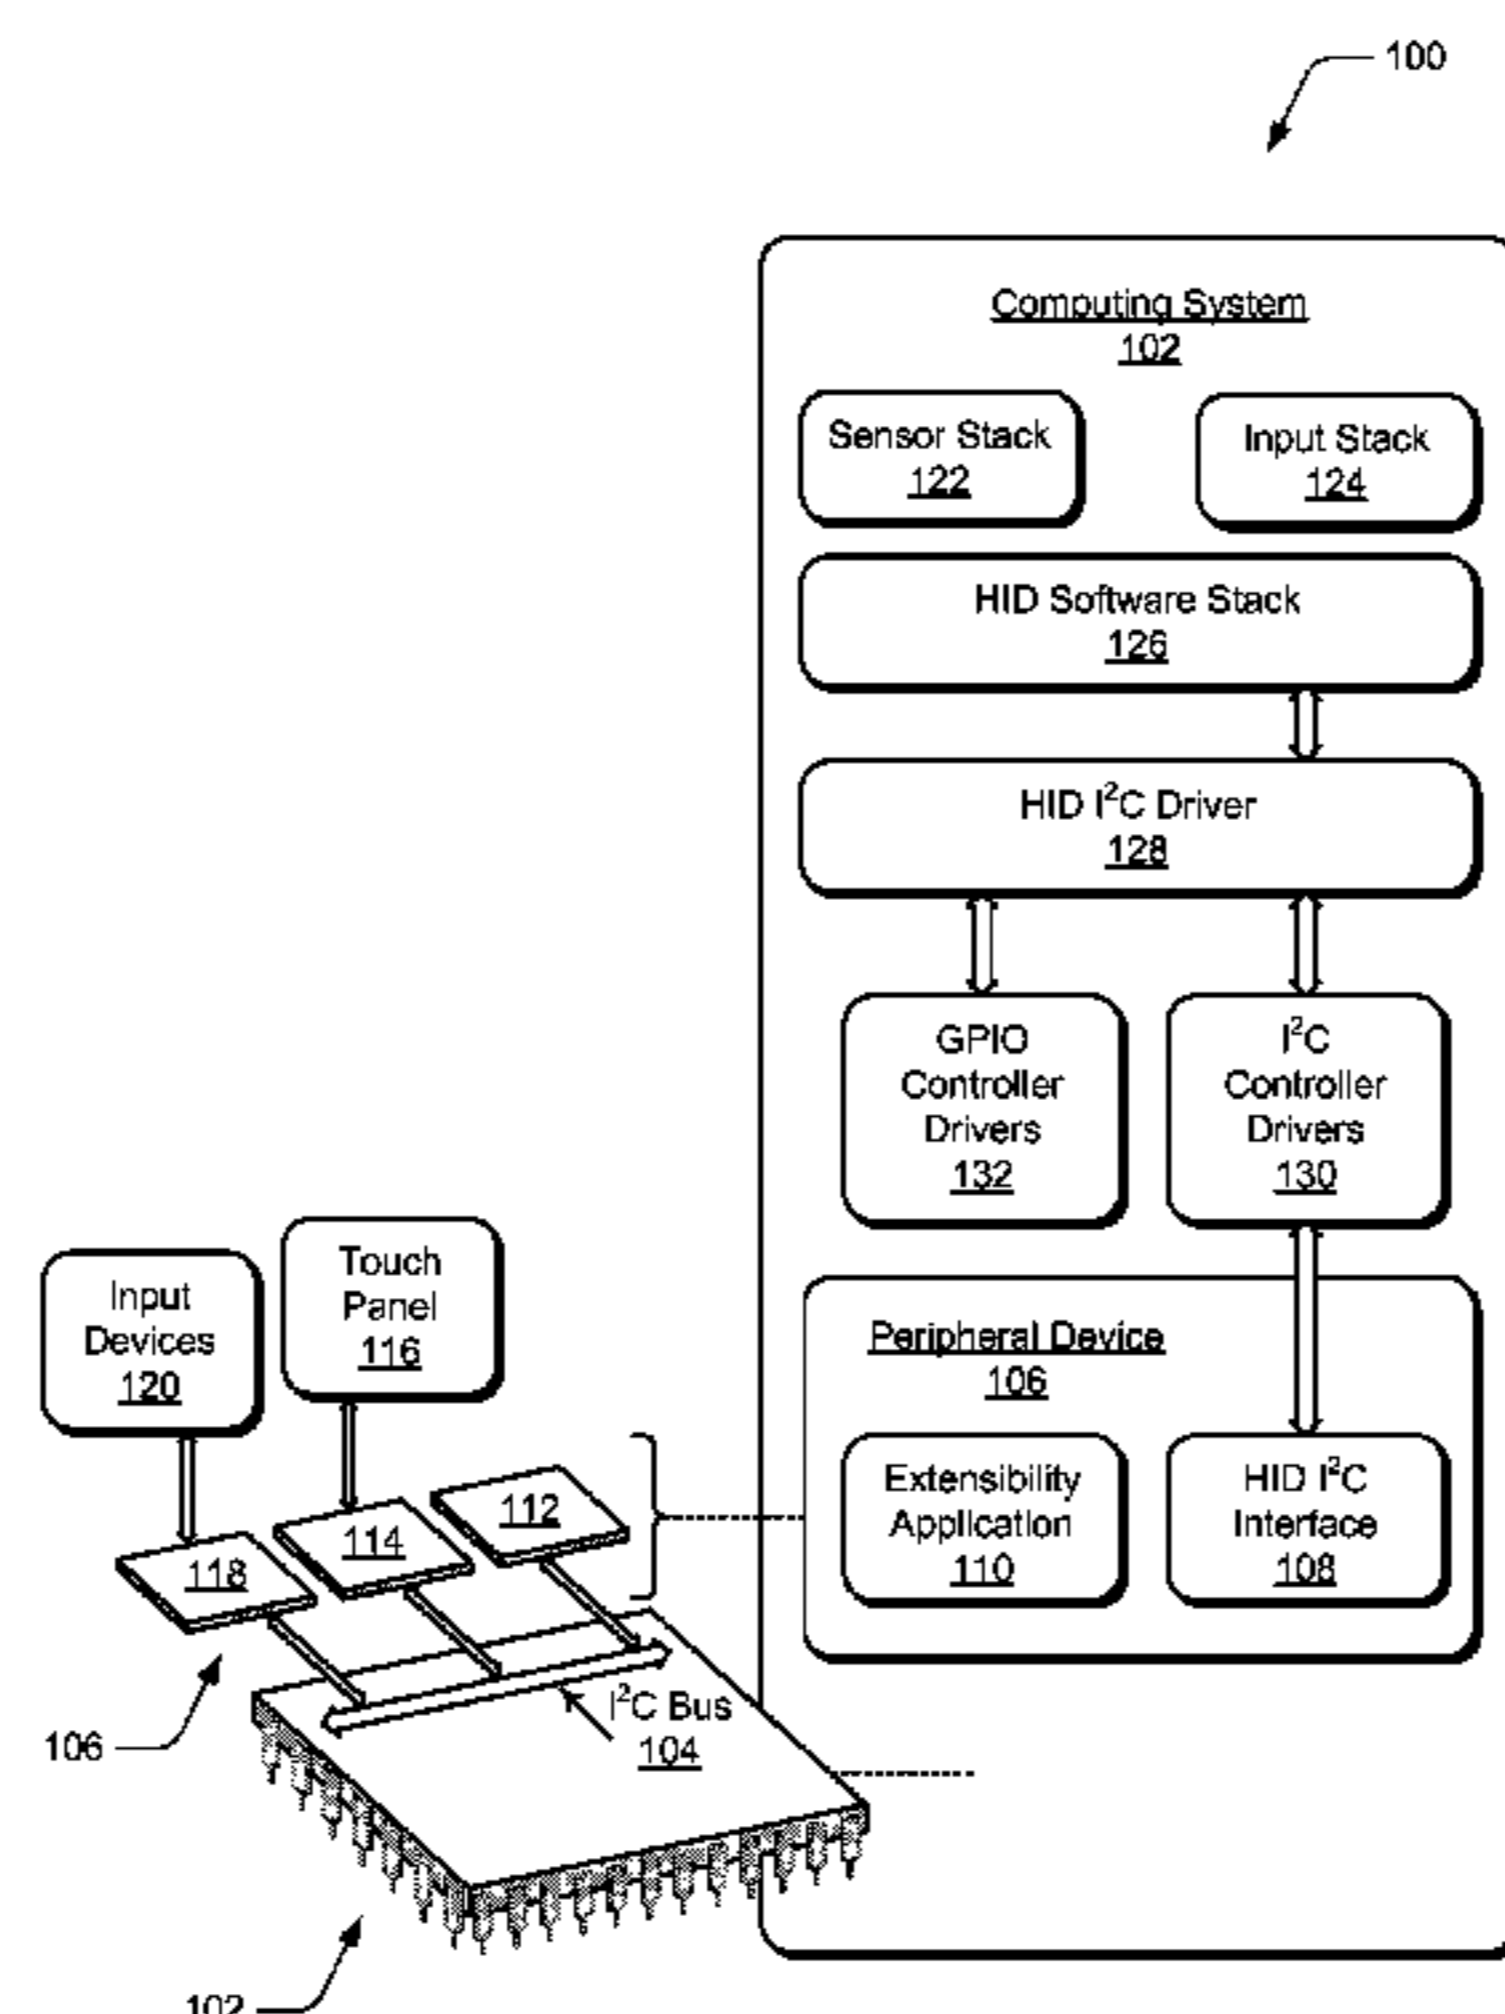 100
Computing System
102
Sensor Stack
122
Input Stack
124
HID Software Stack
126
HID I²C Driver
128
GPIO
Controller
Drivers
132
I²C
Controller
Drivers
130
Input
Devices
120
Touch
Panel
116
Peripheral Device
106
Extensibility
Application
110
HID I²C
Interface
108
112
114
118
I²C Bus
104
106
102